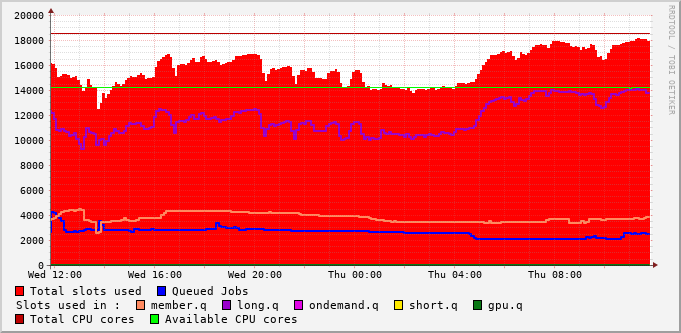 20000
18000
16000
14000
12000
10000
8000
6000
4000
2000
0
Wed 12:00 Wed 16:00 Wed 20:00 Thu 00:00 Thu 04:00 Thu 08:00
RRDTOOL / TOBI OETIKER
Total slots used Queued Jobs
Slots used in : member.q long.q ondemand.q short.q gpu.q
Total CPU cores Available CPU cores